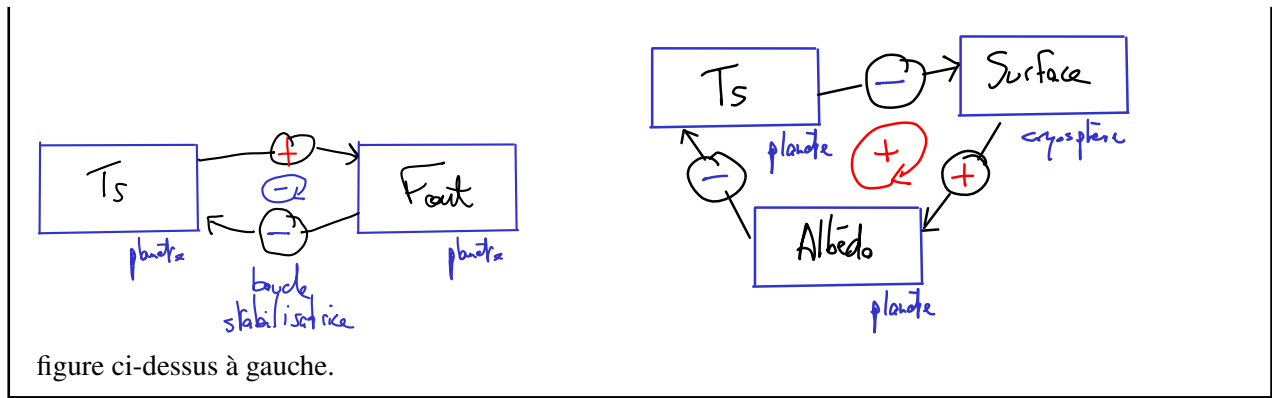 Ts
planète
+
-
Fout
planète
-
boucle
stabilisatrice
Ts
planète
-
Surface
cryosphère
+
-
+
Albédo
planète
figure ci-dessus à gauche.